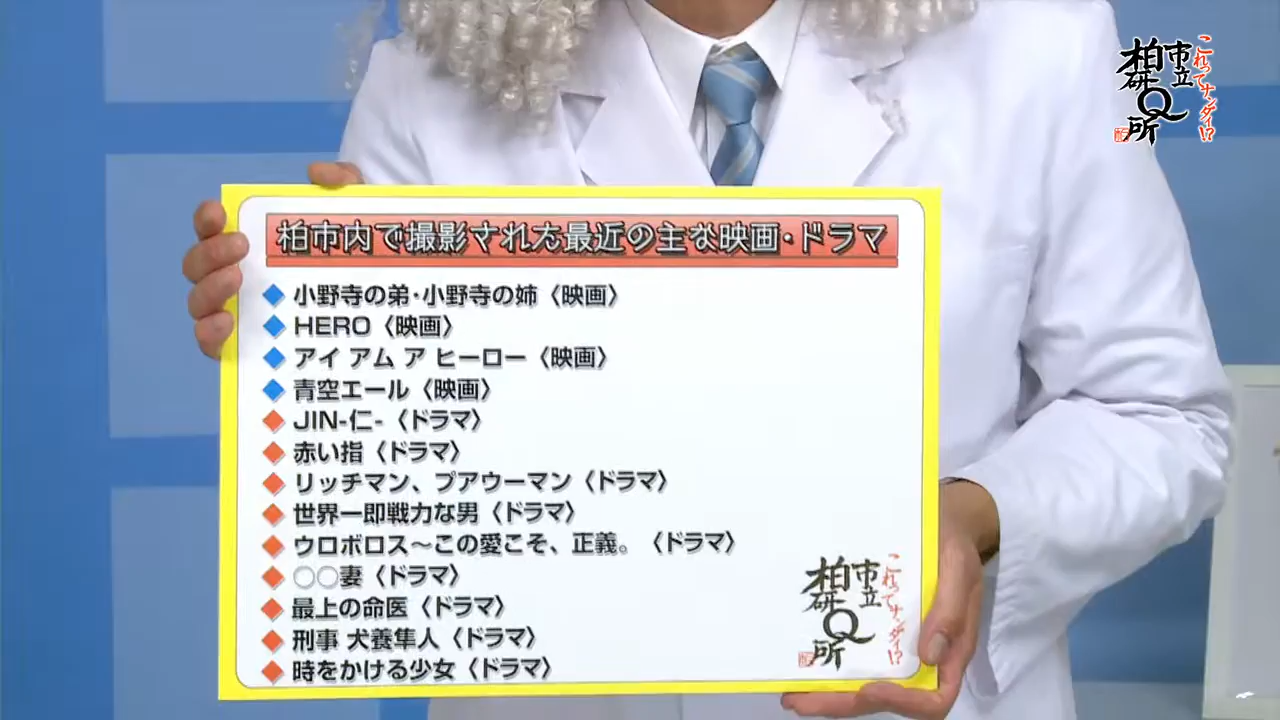 これってナンダイ!?
市立
柏研Q所
柏市内で撮影された最近の主な映画・ドラマ
◆ 小野寺の弟・小野寺の姉〈映画〉
◆ HERO〈映画〉
◆ アイ アム ア ヒーロー〈映画〉
◆ 青空エール〈映画〉
◆ JIN-仁-〈ドラマ〉
◆ 赤い指〈ドラマ〉
◆ リッチマン、プアウーマン〈ドラマ〉
◆ 世界一即戦力な男〈ドラマ〉
◆ ウロボロス～この愛こそ、正義。〈ドラマ〉
◆ ○○妻〈ドラマ〉
◆ 最上の命医〈ドラマ〉
◆ 刑事 犬養隼人〈ドラマ〉
◆ 時をかける少女〈ドラマ〉
これってナンダイ!?
市立
柏研Q所